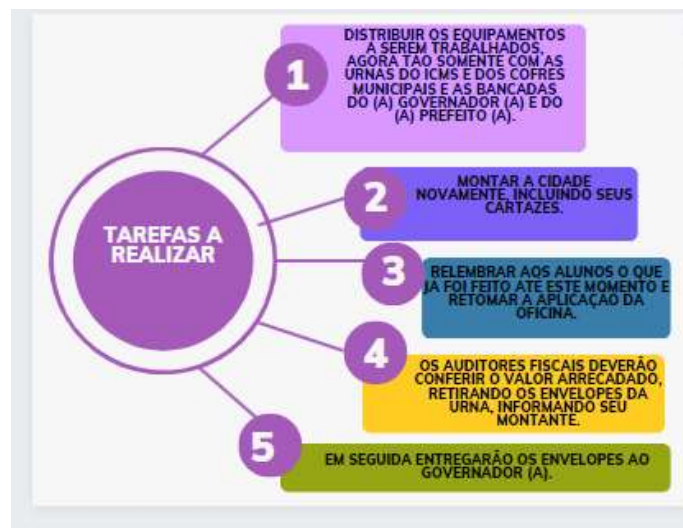 TAREFAS A
REALIZAR
1
DISTRIBUIR OS EQUIPAMENTOS
A SEREM TRABALHADOS,
AGORA TÃO SOMENTE COM AS
URNAS DO ICMS E DOS COFRES
MUNICIPAIS E AS BANCADAS
DO (A) GOVERNADOR (A) E DO
(A) PREFEITO (A).
2
MONTAR A CIDADE
NOVAMENTE, INCLUINDO SEUS
CARTAZES.
3
RELEMBRAR AOS ALUNOS O QUE
JÁ FOI FEITO ATÉ ESTE MOMENTO E
RETOMAR A APLICAÇÃO DA
OFICINA.
4
OS AUDITORES FISCAIS DEVERÃO
CONFERIR O VALOR ARRECADADO,
RETIRANDO OS ENVELOPES DA
URNA, INFORMANDO SEU
MONTANTE.
5
EM SEGUIDA ENTREGARÃO OS ENVELOPES AO
GOVERNADOR (A).